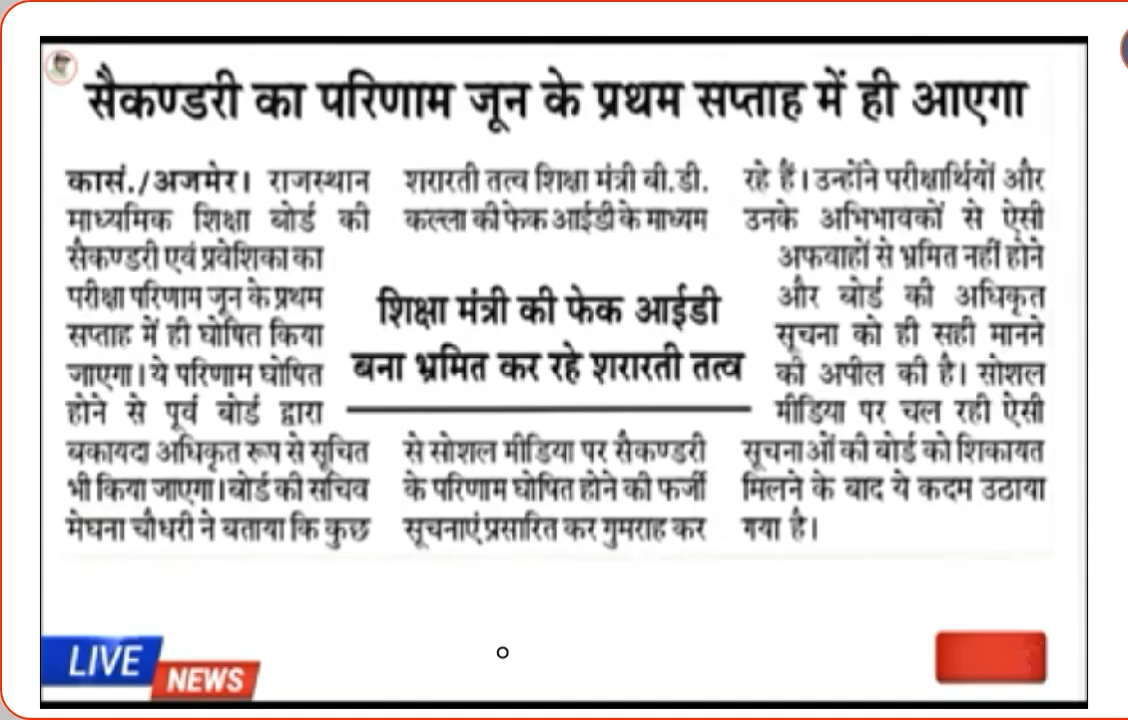 सैकण्डरी का परिणाम जून के प्रथम सप्ताह में ही आएगा
कासं./अजमेर। राजस्थान
माध्यमिक शिक्षा बोर्ड की
सैकण्डरी एवं प्रवेशिका का
परीक्षा परिणाम जून के प्रथम
सप्ताह में ही घोषित किया
जाएगा। ये परिणाम घोषित
होने से पूर्व बोर्ड द्वारा
बकायदा अधिकृत रूप से सूचित
भी किया जाएगा। बोर्ड की सचिव
मेघना चौधरी ने बताया कि कुछ
शरारती तत्व शिक्षा मंत्री बी.डी.
कल्ला की फेक आईडी के माध्यम
शिक्षा मंत्री की फेक आईडी
बना भ्रमित कर रहे शरारती तत्व
से सोशल मीडिया पर सैकण्डरी
के परिणाम घोषित होने की फर्जी
सूचनाएं प्रसारित कर गुमराह कर
रहे हैं। उन्होंने परीक्षार्थियों और
उनके अभिभावकों से ऐसी
अफवाहों से भ्रमित नहीं होने
और बोर्ड की अधिकृत
सूचना को ही सही मानने
की अपील की है। सोशल
मीडिया पर चल रही ऐसी
सूचनाओं की बोर्ड को शिकायत
मिलने के बाद ये कदम उठाया
गया है।
LIVE
NEWS